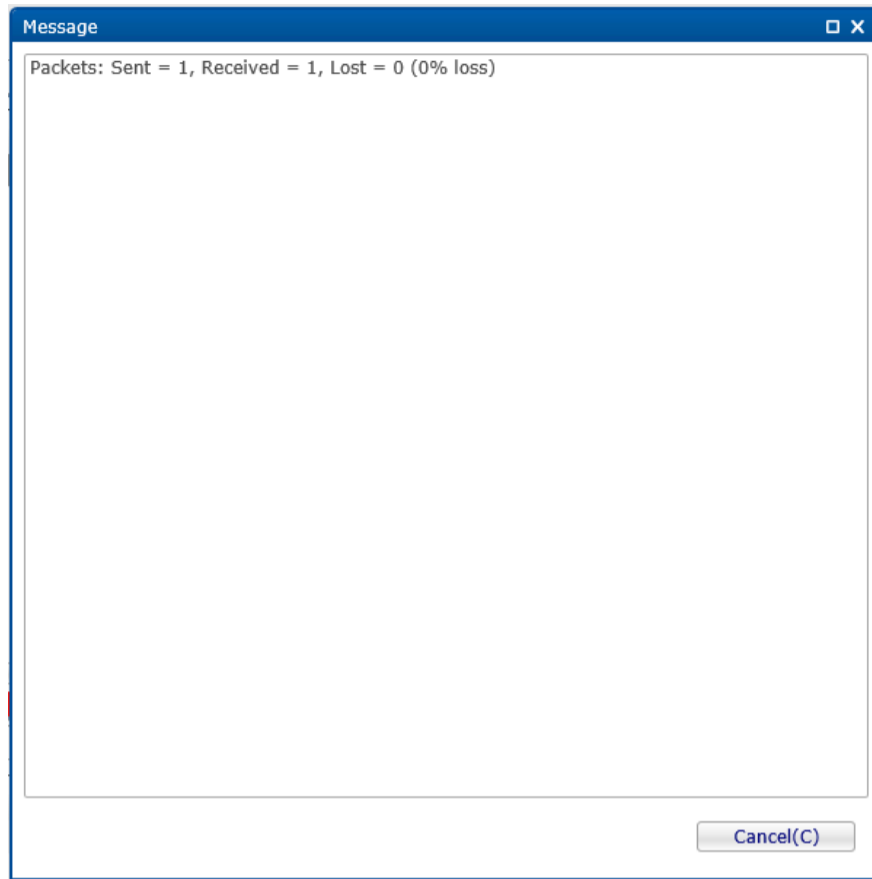 Message
Packets: Sent = 1, Received = 1, Lost = 0 (0% loss)
Cancel(C)